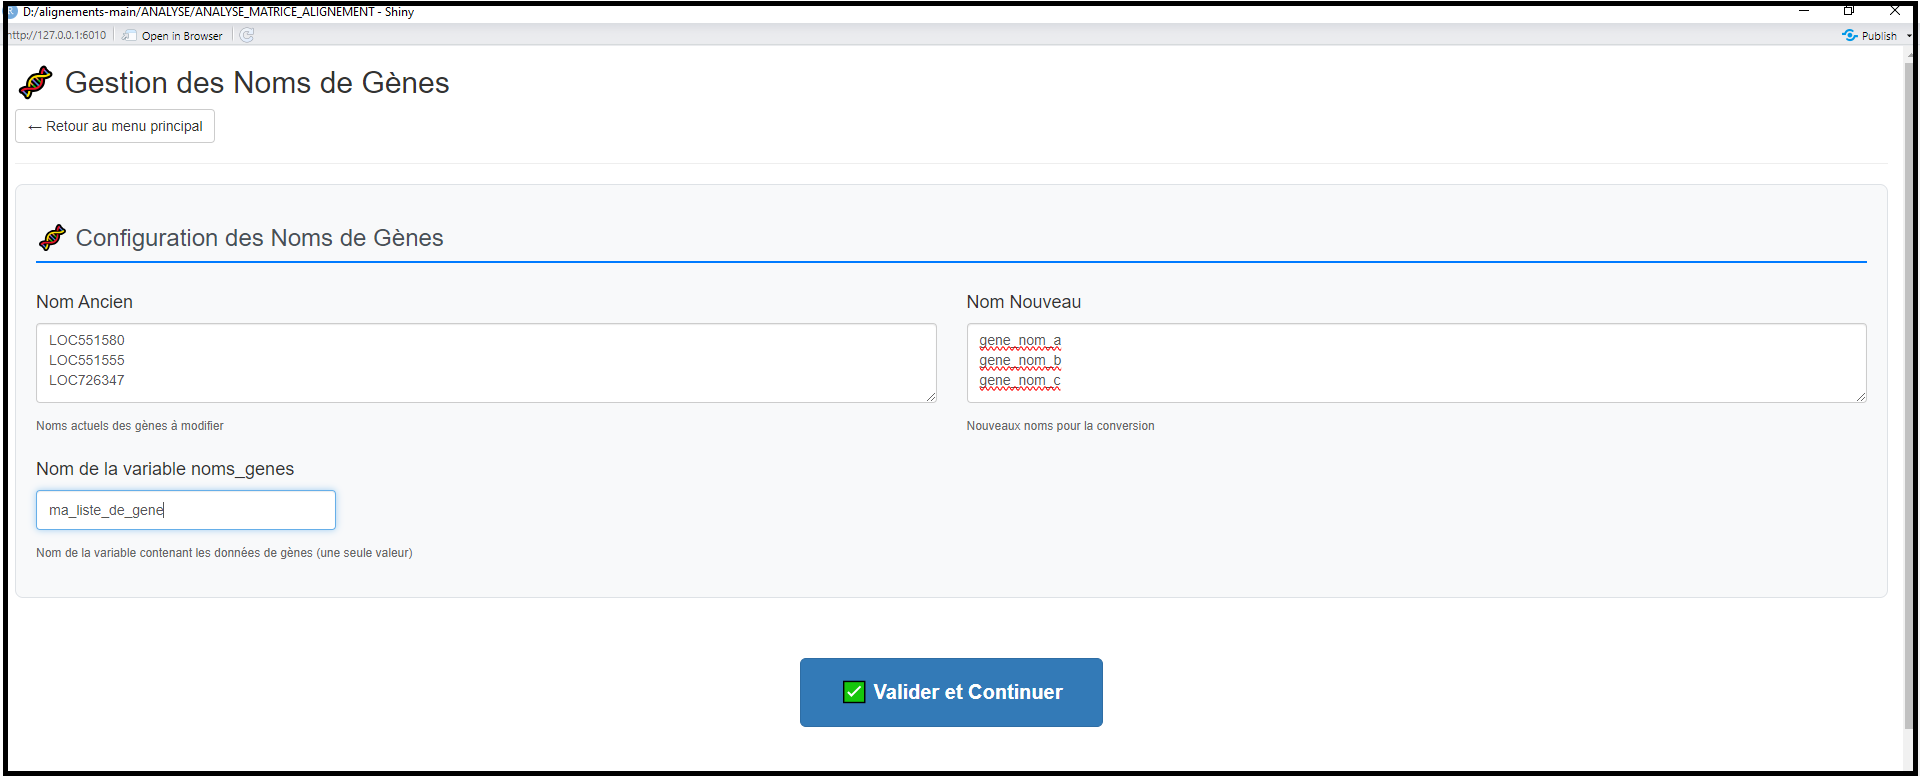 D:/alignements-main/ANALYSE/ANALYSE_MATRICE_ALIGNEMENT - Shiny
http://127.0.0.1:6010 Open in Browser Publish
Gestion des Noms de Gènes
← Retour au menu principal
Configuration des Noms de Gènes
Nom Ancien
LOC551580
LOC551555
LOC726347
Noms actuels des gènes à modifier
Nom Nouveau
gene_nom_a
gene_nom_b
gene_nom_c
Nouveaux noms pour la conversion
Nom de la variable noms_genes
ma_liste_de_gene
Nom de la variable contenant les données de gènes (une seule valeur)
Valider et Continuer